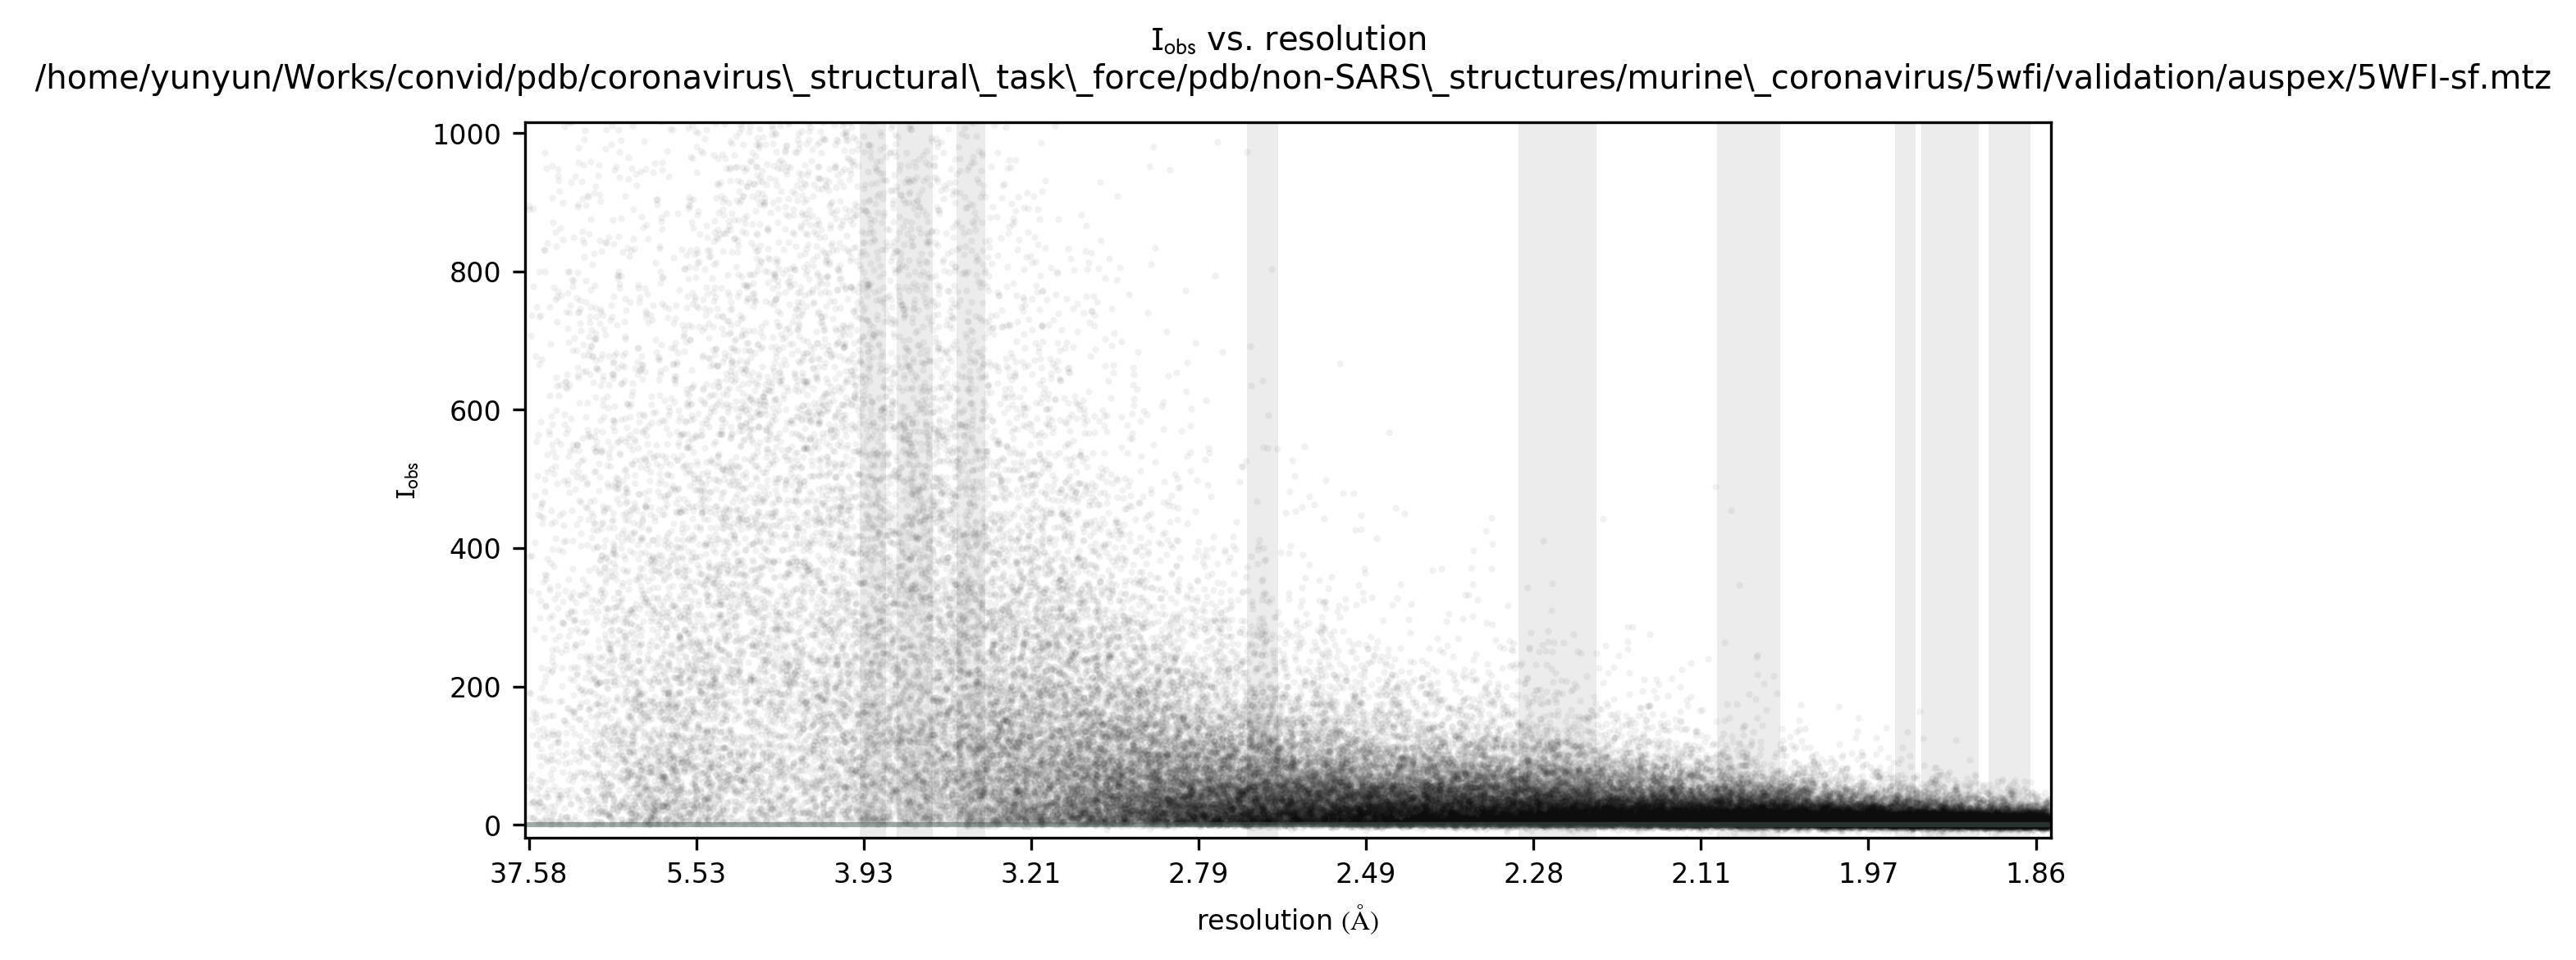 I_obs vs. resolution
/home/yunyun/Works/convid/pdb/coronavirus\_structural\_task\_force/pdb/non-SARS\_structures/murine\_coronavirus/5wfi/validation/auspex/5WFI-sf.mtz
1000
800
600
400
200
0
I_obs
37.58 5.53 3.93 3.21 2.79 2.49 2.28 2.11 1.97 1.86
resolution (Å)